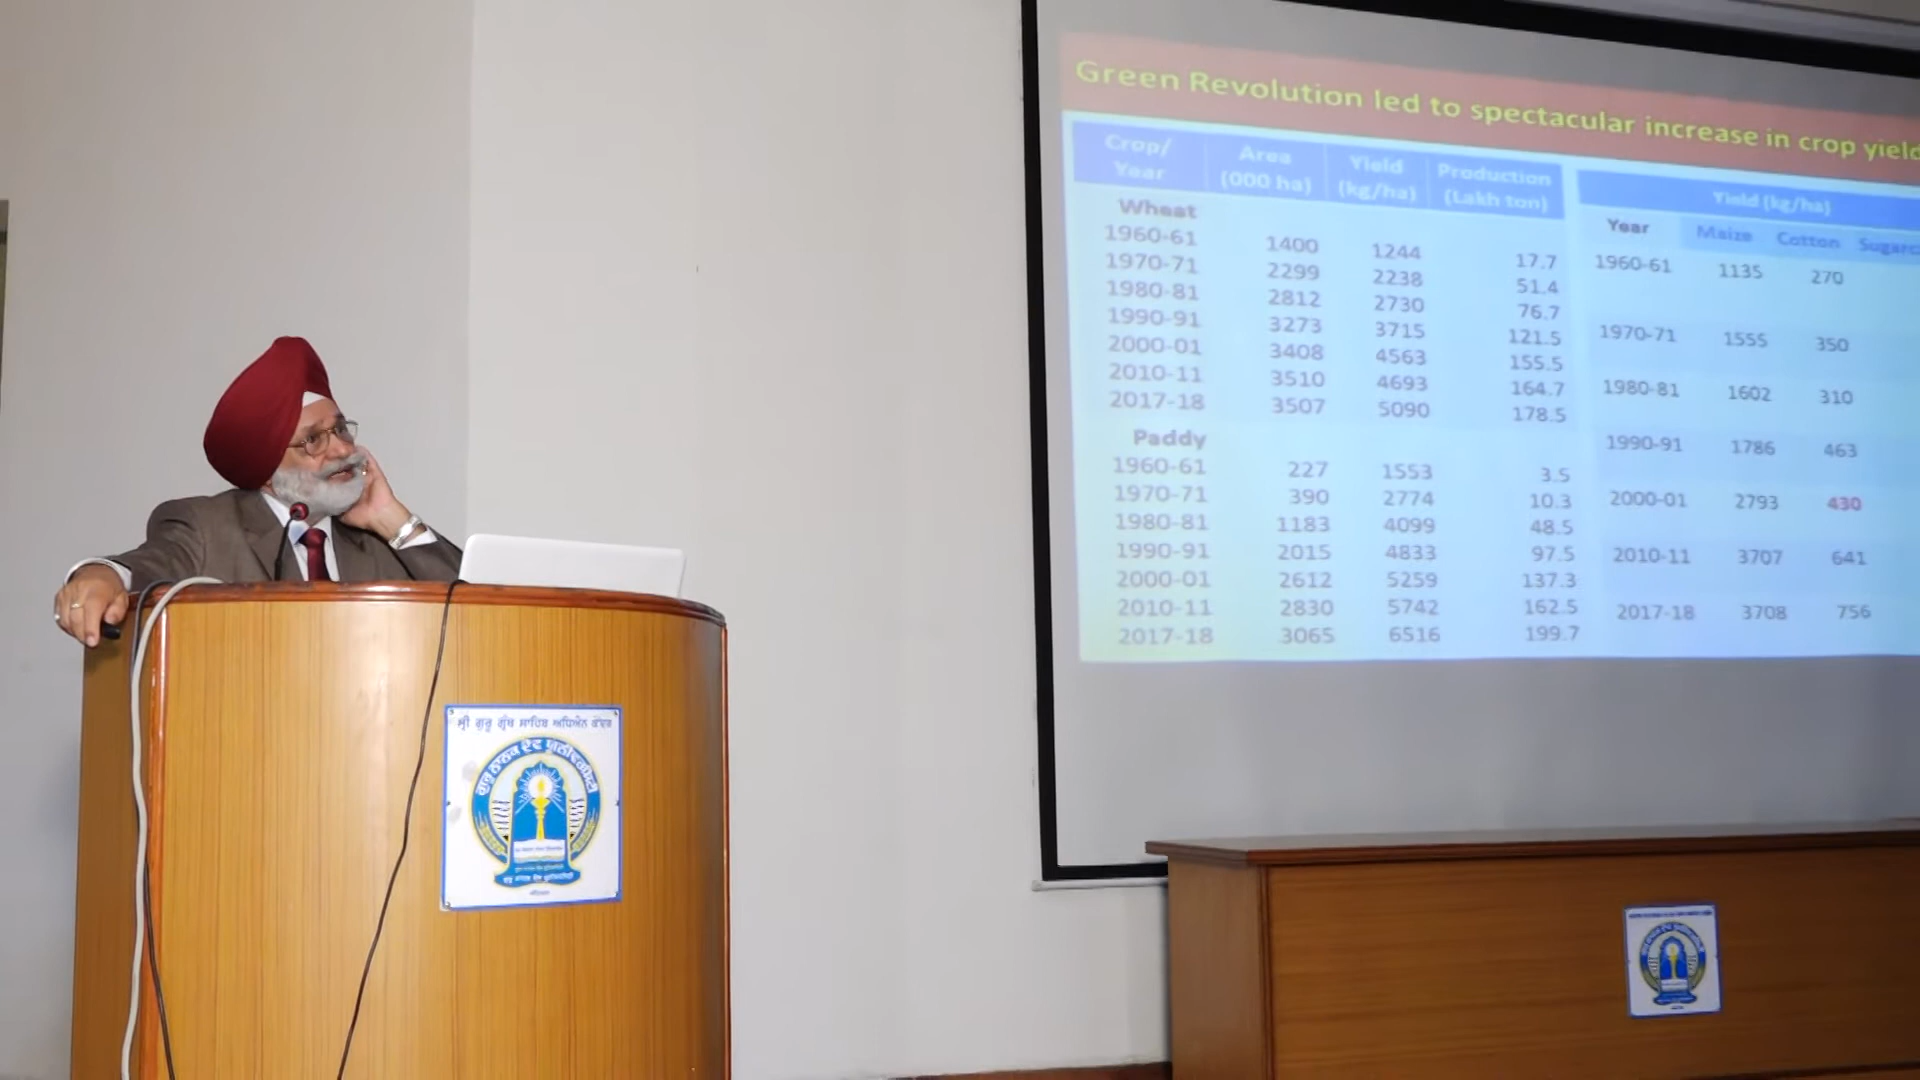 Green Revolution led to spectacular increase in crop yield
Crop/ Year Area (000 ha) Yield (kg/ha) Production (Lakh ton)
Wheat
1960-61 1400 1244 17.7
1970-71 2299 2238 51.4
1980-81 2812 2730 76.7
1990-91 3273 3715 121.5
2000-01 3408 4563 155.5
2010-11 3510 4693 164.7
2017-18 3507 5090 178.5
Paddy
1960-61 227 1553 3.5
1970-71 390 2774 10.3
1980-81 1183 4099 48.5
1990-91 2015 4833 97.5
2000-01 2612 5259 137.3
2010-11 2830 5742 162.5
2017-18 3065 6516 199.7
Yield (kg/ha)
Year Maize Cotton Sugarc
1960-61 1135 270
1970-71 1555 350
1980-81 1602 310
1990-91 1786 463
2000-01 2793 430
2010-11 3707 641
2017-18 3708 756
ਸ੍ਰੀ ਗੁਰੂ ਗ੍ਰੰਥ ਸਾਹਿਬ ਅਧਿਐਨ ਕੇਂਦਰ
ਗੁਰੂ ਨਾਨਕ ਦੇਵ ਯੂਨੀਵਰਸਿਟੀ